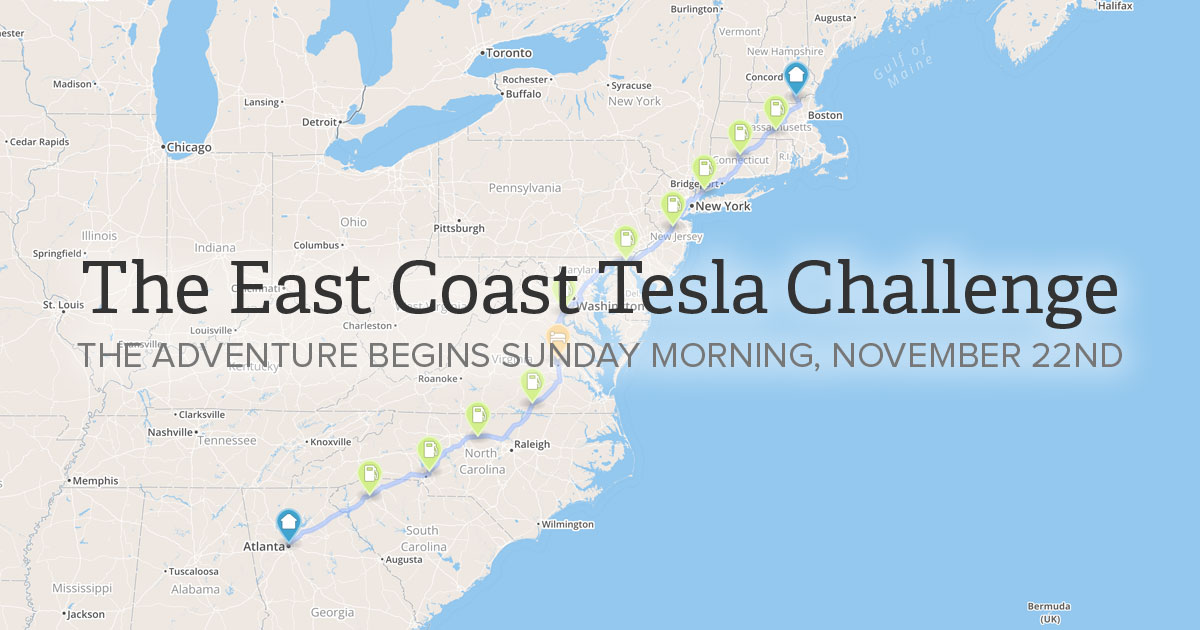 Halifax
Burlington
Augusta
Vermont
New Hampshire
Concord
Gulf of
Maine
Toronto
Rochester
Buffalo
Syracuse
New York
Madison
Lansing
Detroit
Boston
Massachusetts
Cedar Rapids
Chicago
Connecticut
R.I.
Bridgeport
New York
Pennsylvania
New Jersey
Pittsburgh
Ohio
Illinois
Indiana
Columbus
Springfield
Maryland
The East Coast Tesla Challenge
Cincinnati
St. Louis
Washington
Louisville
Charleston
THE ADVENTURE BEGINS SUNDAY MORNING, NOVEMBER 22ND
Evansville
Virginia
Kentucky
Roanoke
Clarksville
Nashville
Tennessee
Knoxville
Raleigh
North
Carolina
Memphis
Wilmington
South
Carolina
Atlanta
Augusta
Tuscaloosa
Mississippi
Alabama
Jackson
Georgia
Bermuda
(UK)